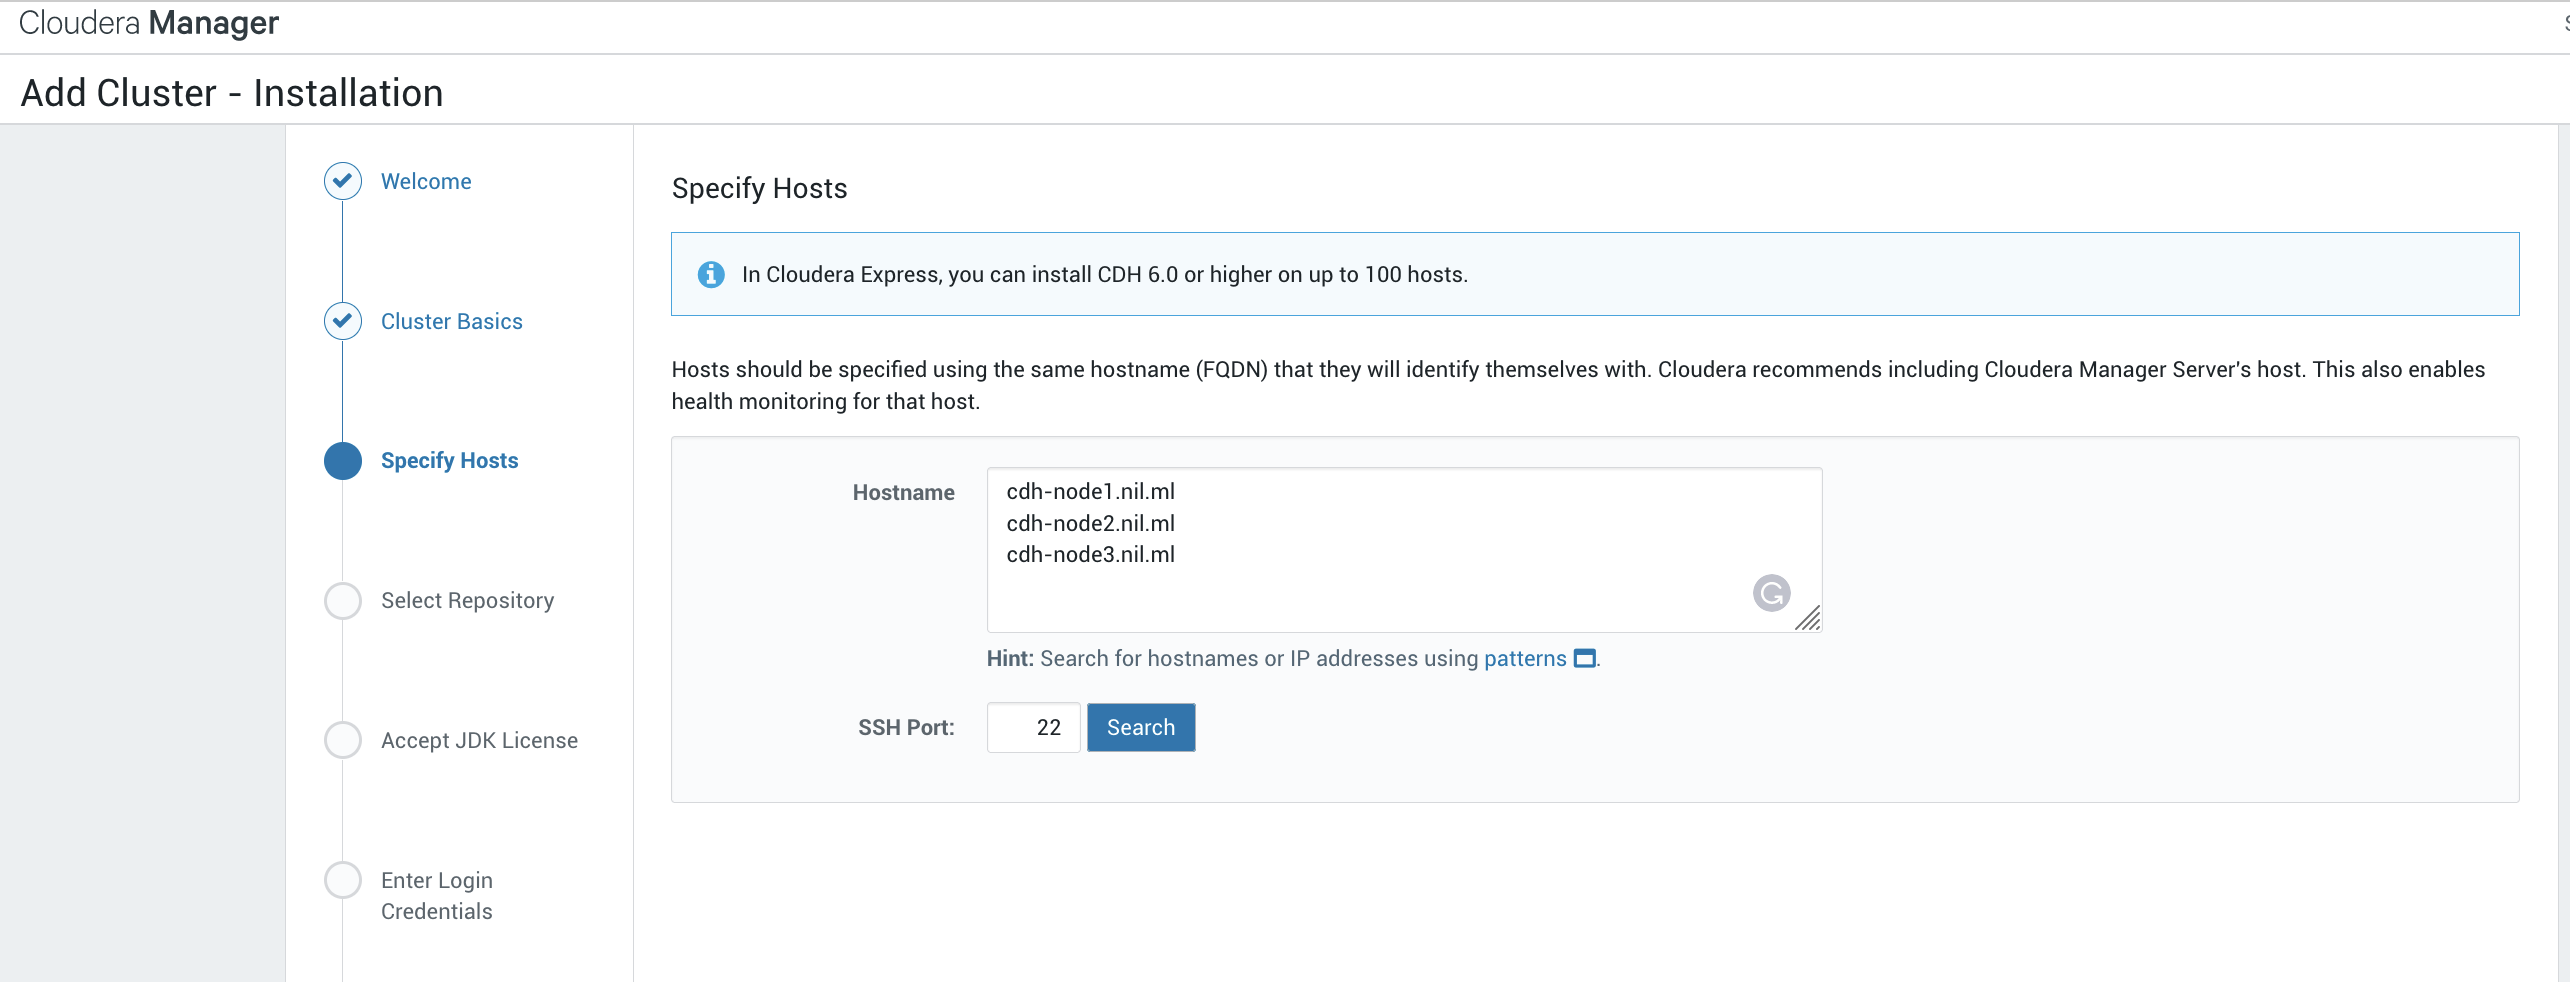 Cloudera Manager
Add Cluster - Installation
Welcome
Cluster Basics
Specify Hosts
Select Repository
Accept JDK License
Enter Login
Credentials
Specify Hosts
In Cloudera Express, you can install CDH 6.0 or higher on up to 100 hosts.
Hosts should be specified using the same hostname (FQDN) that they will identify themselves with. Cloudera recommends including Cloudera Manager Server's host. This also enables
health monitoring for that host.
Hostname
cdh-node1.nil.ml
cdh-node2.nil.ml
cdh-node3.nil.ml
Hint: Search for hostnames or IP addresses using patterns .
SSH Port: 22 Search